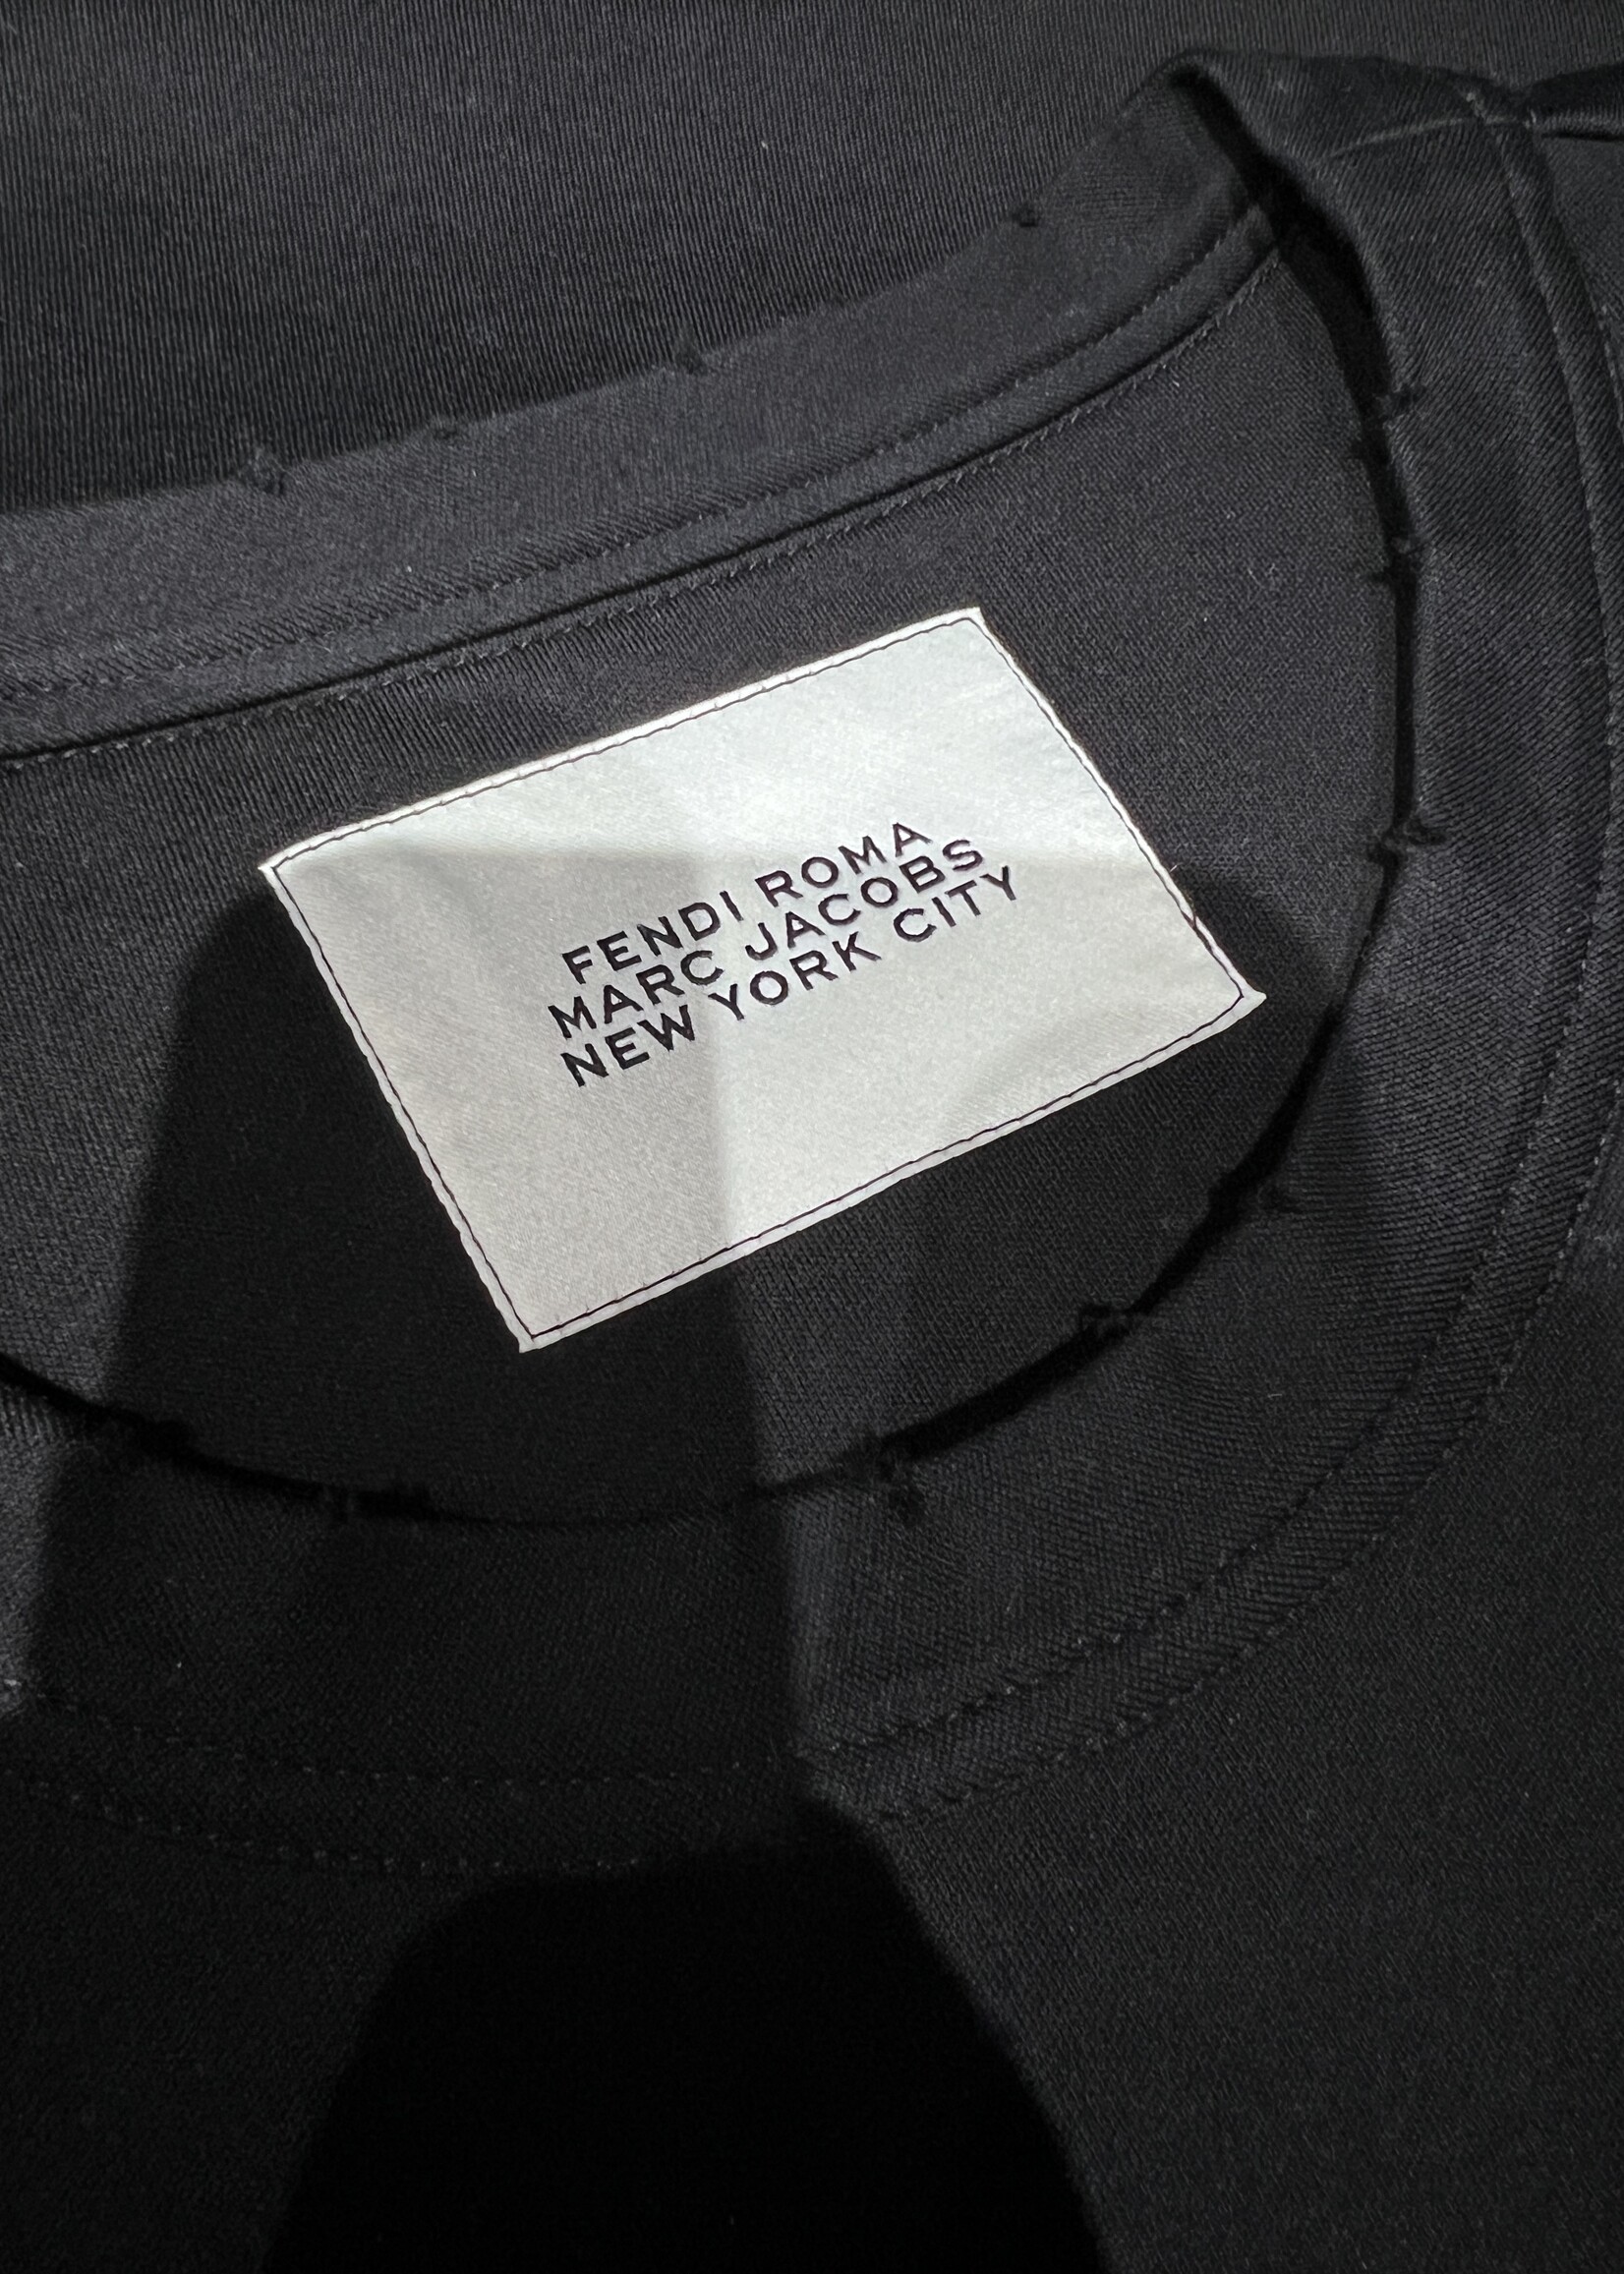 FENDI ROMA
MARC JACOBS
NEW YORK CITY